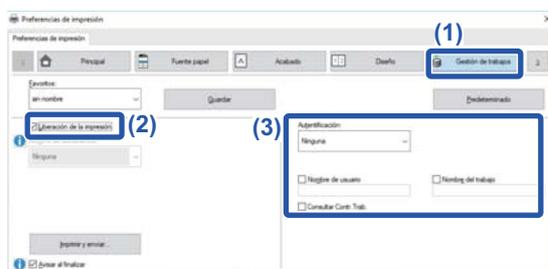 Preferencias de impresión
Preferencias de impresión
(1)
Principal Fuente papel Acabado Diseño Gestión de trabajos
Favoritos:
sin nombre Guardar Predeterminado
Liberación de la impresión (2) (3) Autentificación:
Ninguna
Ninguna
Nombre de usuario Nombre del trabajo
Consultar Contr. Trab.
Imprimir y enviar...
Avisar al finalizar